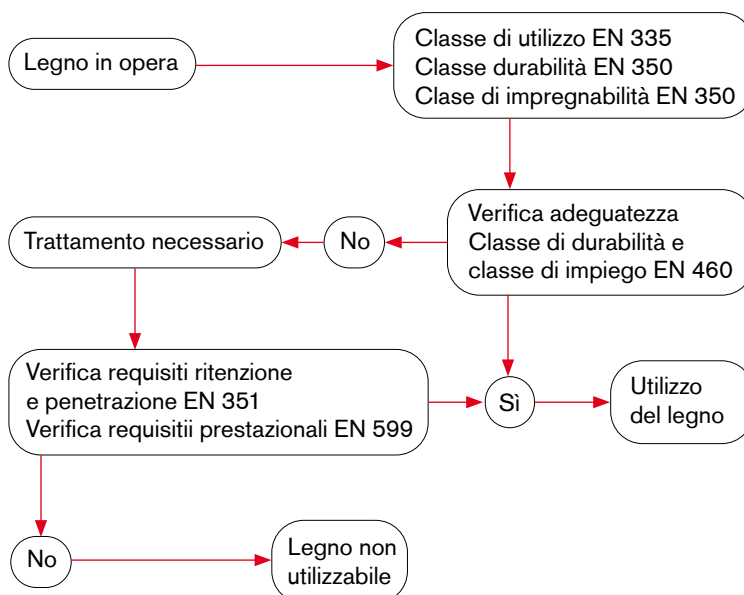 Legno in opera
Classe di utilizzo EN 335
Classe durabilità EN 350
Clase di impregnabilità EN 350
Verifica adeguatezza
Classe di durabilità e
classe di impiego EN 460
No
Trattamento necessario
Verifica requisiti ritenzione
e penetrazione EN 351
Verifica requisitii prestazionali EN 599
Sì
Utilizzo
del legno
No
Legno non
utilizzabile